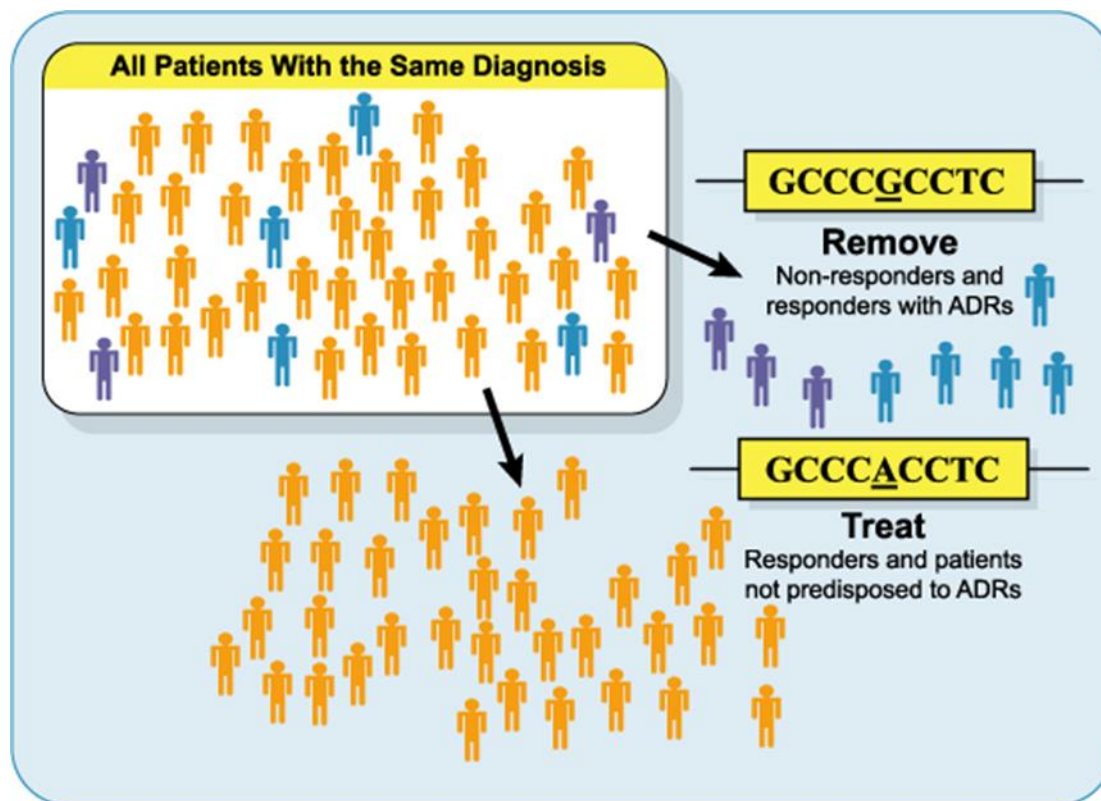 All Patients With the Same Diagnosis
GCCCGCCTC
Remove
Non-responders and
responders with ADRs
GCCCACCTC
Treat
Responders and patients
not predisposed to ADRs